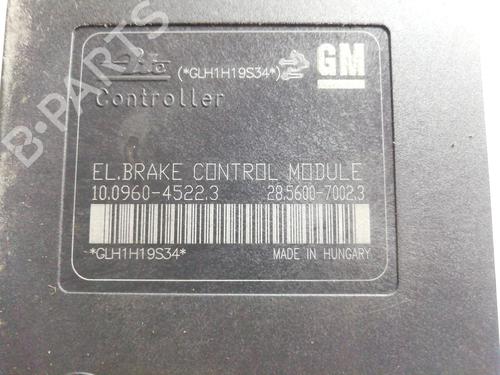 Ate (*GLH1H19S34*) GM
Controller
EL.BRAKE CONTROL MODULE
10.0960-4522.3 28.5600-7002.3
*GLH1H19S34* MADE IN HUNGARY
B-PARTS